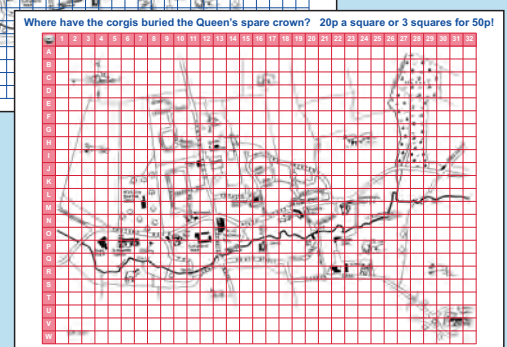 Where have the corgis buried the Queen's spare crown? 20p a square or 3 squares for 50p!
1 2 3 4 5 6 7 8 9 10 11 12 13 14 15 16 17 18 19 20 21 22 23 24 25 26 27 28 29 30 31 32
A
B
C
D
E
F
G
H
I
J
K
L
M
N
O
P
Q
R
S
T
U
V
W